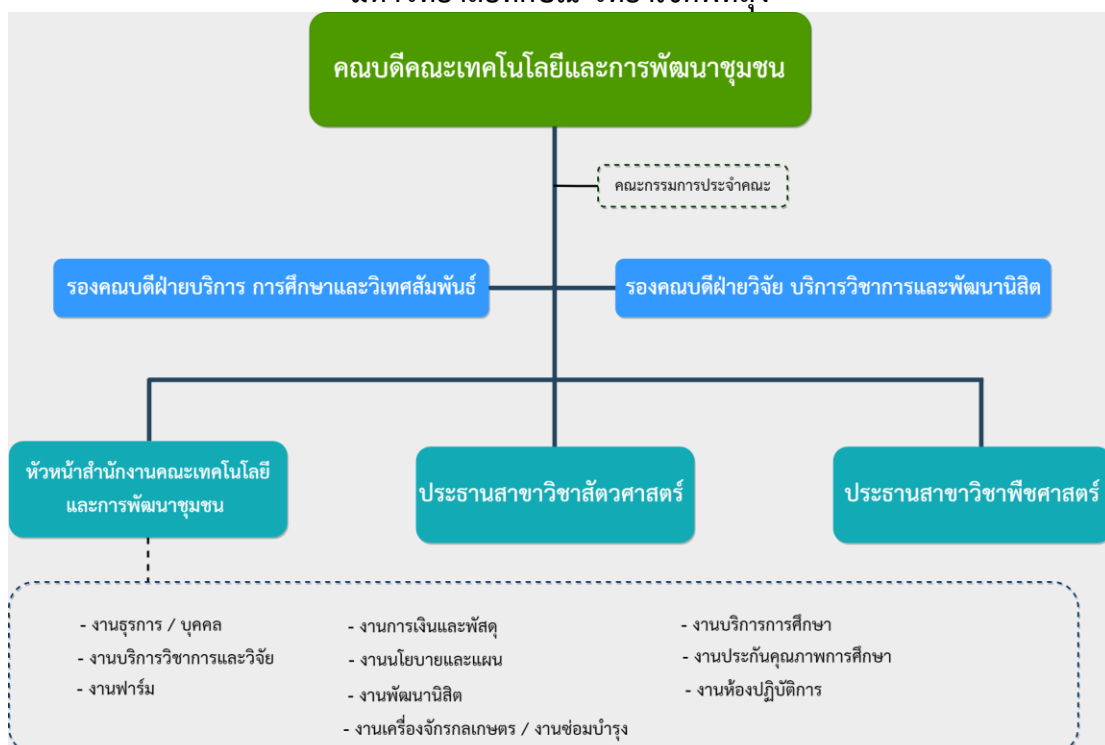 คณบดีคณะเทคโนโลยีและการพัฒนาชุมชน
คณะกรรมการประจำคณะ
รองคณบดีฝ่ายบริการ การศึกษาและวิเทศสัมพันธ์
รองคณบดีฝ่ายวิจัย บริการวิชาการและพัฒนานิสิต
หัวหน้าสำนักงานคณะเทคโนโลยี
และการพัฒนาชุมชน
ประธานสาขาวิชาสัตวศาสตร์
ประธานสาขาวิชาพืชศาสตร์
- งานธุรการ / บุคคล
- งานบริการวิชาการและวิจัย
- งานฟาร์ม
- งานการเงินและพัสดุ
- งานนโยบายและแผน
- งานพัฒนานิสิต
- งานเครื่องจักรกลเกษตร / งานซ่อมบำรุง
- งานบริการการศึกษา
- งานประกันคุณภาพการศึกษา
- งานห้องปฏิบัติการ